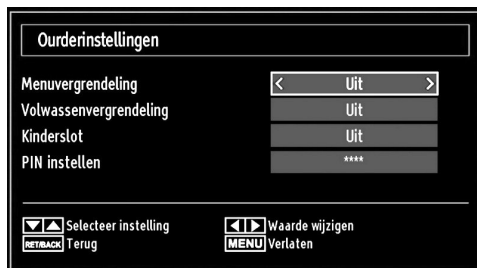 Ourderinstellingen
Menuvergrendeling < Uit >
Volwassenvergrendeling Uit
Kinderslot Uit
PIN instellen ****
▼▲ Selecteer instelling ◀▶ Waarde wijzigen
RET/BACK Terug MENU Verlaten